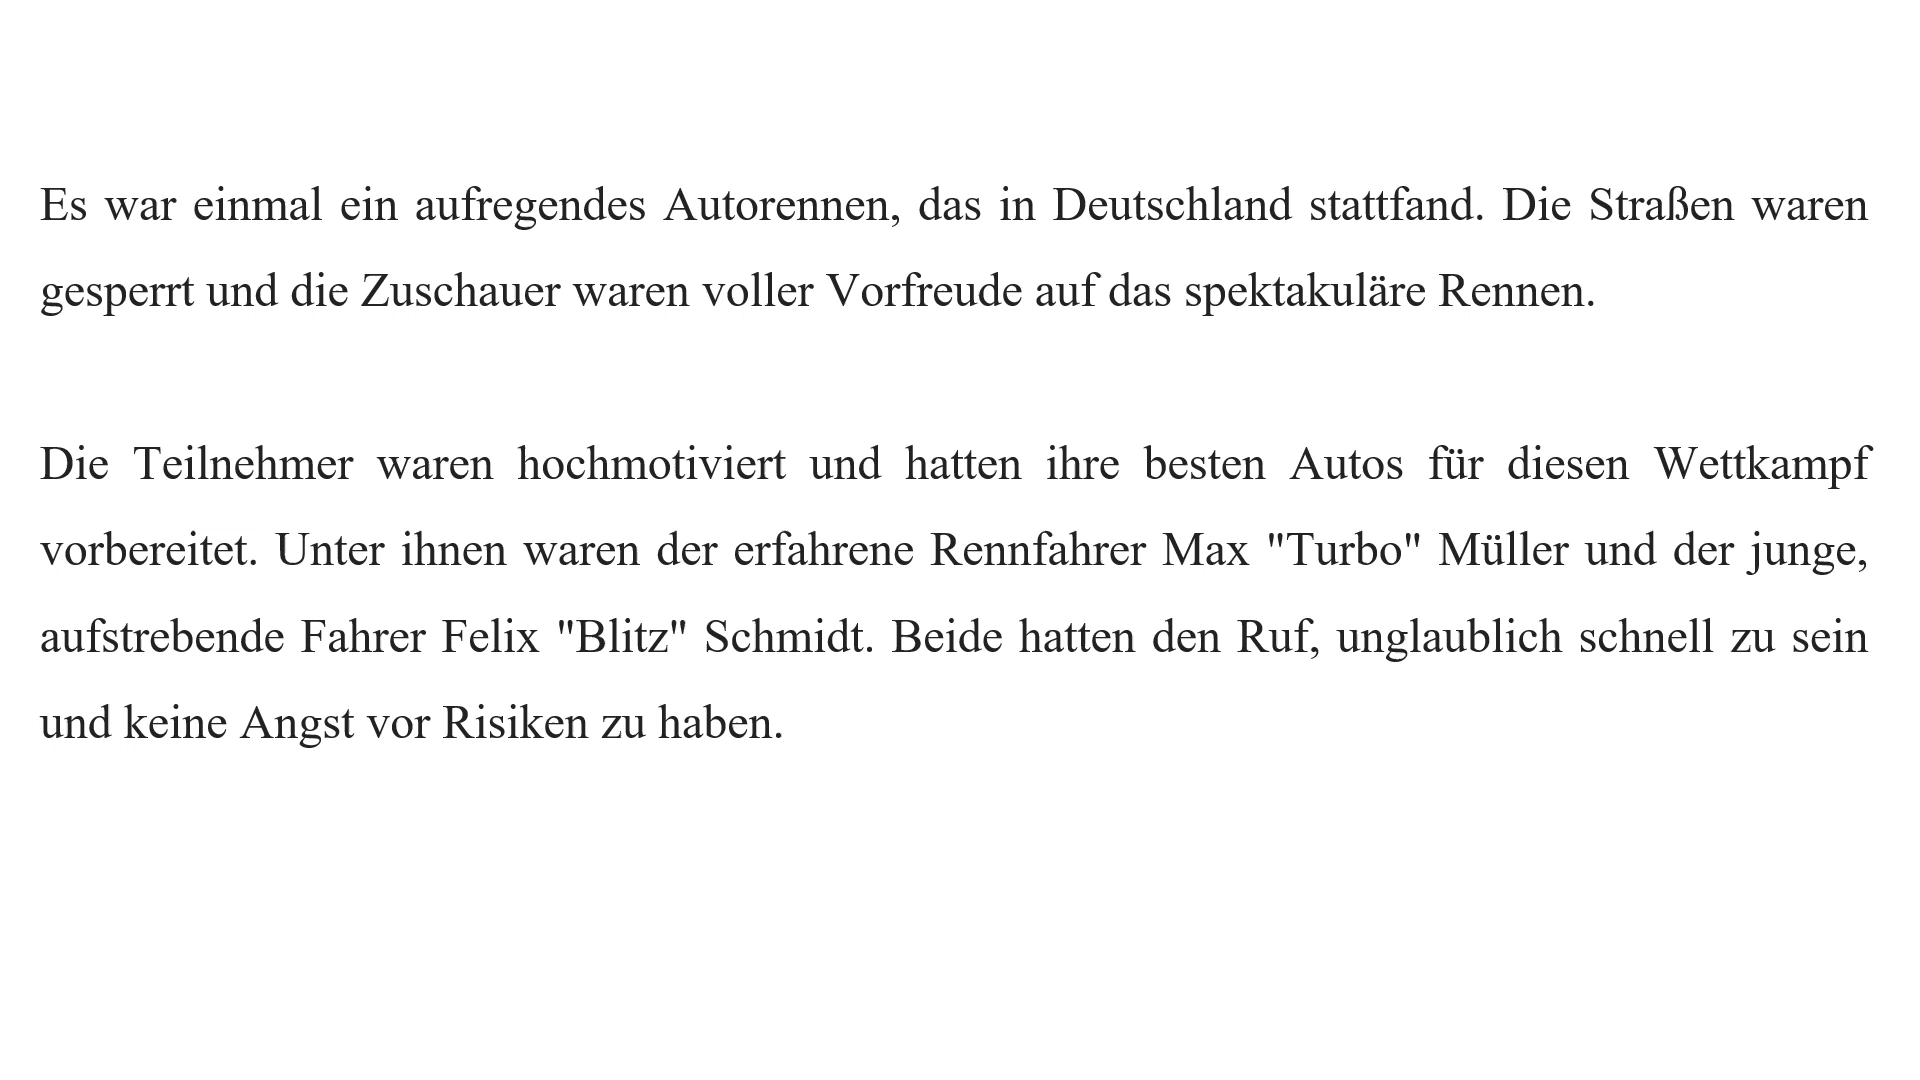 Es war einmal ein aufregendes Autorennen, das in Deutschland stattfand. Die Straßen waren
gesperrt und die Zuschauer waren voller Vorfreude auf das spektakuläre Rennen.
Die Teilnehmer waren hochmotiviert und hatten ihre besten Autos für diesen Wettkampf
vorbereitet. Unter ihnen waren der erfahrene Rennfahrer Max "Turbo" Müller und der junge,
aufstrebende Fahrer Felix "Blitz" Schmidt. Beide hatten den Ruf, unglaublich schnell zu sein
und keine Angst vor Risiken zu haben.